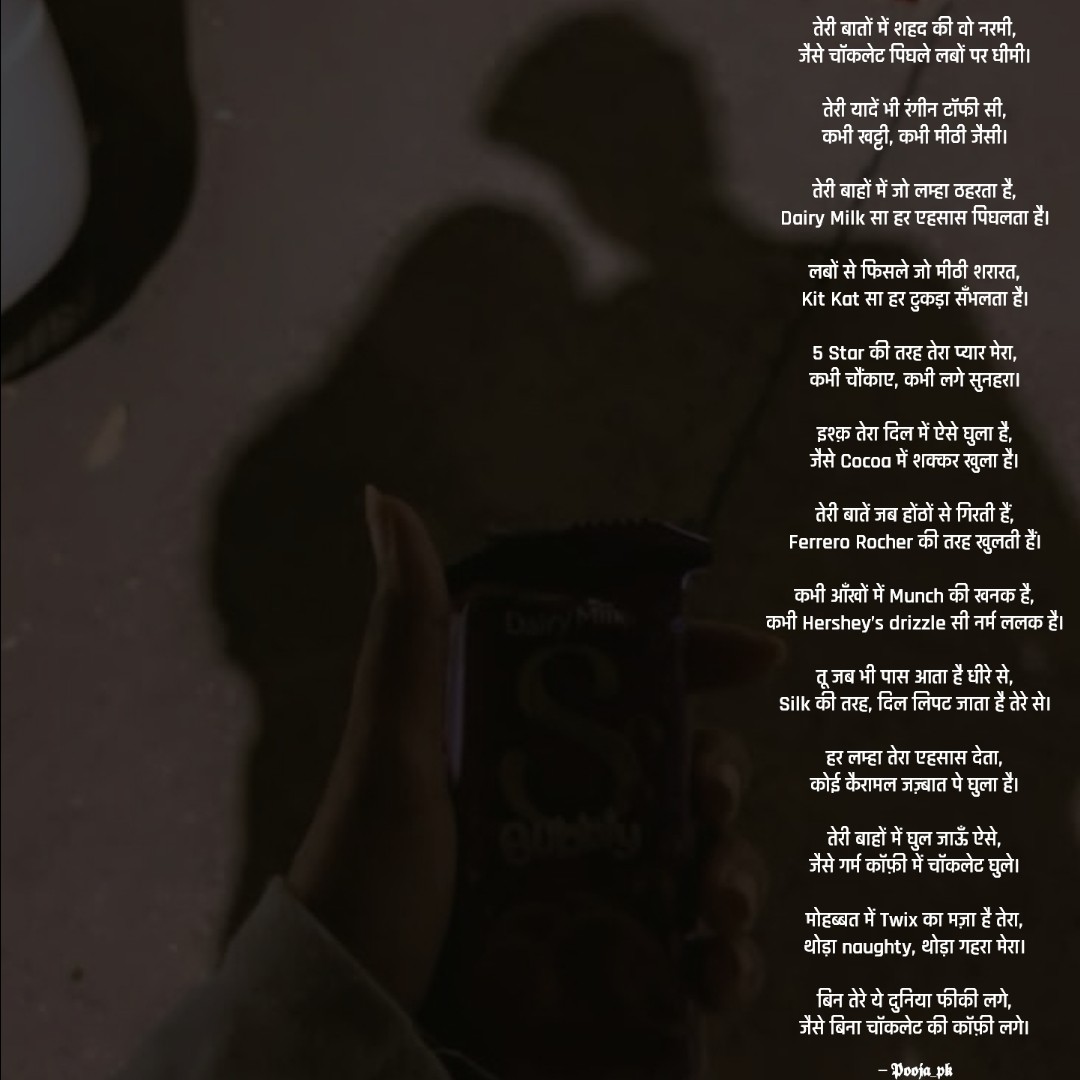 तेरी बातों में शहद की वो नरमी,
जैसे चॉकलेट पिघले लबों पर धीमी।
तेरी यादें भी रंगीन टॉफी सी,
कभी खट्टी, कभी मीठी जैसी।
तेरी बाहों में जो लम्हा ठहरता है,
Dairy Milk सा हर एहसास पिघलता है।
लबों से फिसले जो मीठी शरारत,
Kit Kat सा हर टुकड़ा सँभलता है।
5 Star की तरह तेरा प्यार मेरा,
कभी चौंकाए, कभी लगे सुनहरा।
इश्क़ तेरा दिल में ऐसे घुला है,
जैसे Cocoa में शक्कर खुला है।
तेरी बातें जब होंठों से गिरती हैं,
Ferrero Rocher की तरह खुलती हैं।
कभी आँखों में Munch की खनक है,
कभी Hershey's drizzle सी नर्म ललक है।
तू जब भी पास आता है धीरे से,
Silk की तरह, दिल लिपट जाता है तेरे से।
हर लम्हा तेरा एहसास देता,
कोई कैरामल जज़्बात पे घुला है।
तेरी बाहों में घुल जाऊँ ऐसे,
जैसे गर्म कॉफ़ी में चॉकलेट घुले।
मोहब्बत में Twix का मज़ा है तेरा,
थोड़ा naughty, थोड़ा गहरा मेरा।
बिन तेरे ये दुनिया फीकी लगे,
जैसे बिना चॉकलेट की कॉफ़ी लगे।
– Pooja_pk
Dairy Milk
S
Bubbly